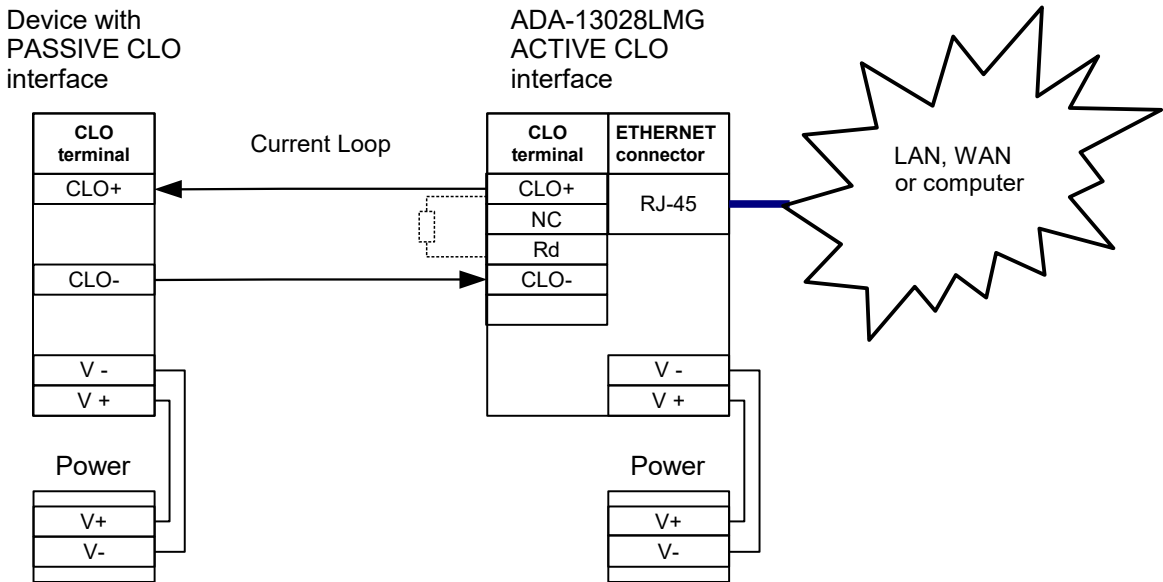 Device with
PASSIVE CLO
interface
ADA-13028LMG
ACTIVE CLO
interface
CLO
terminal
CLO+
CLO-
V -
V +
Current Loop
CLO
terminal
CLO+
NC
Rd
CLO-
ETHERNET
connector
RJ-45
V -
V +
LAN, WAN
or computer
Power
V+
V-
Power
V+
V-